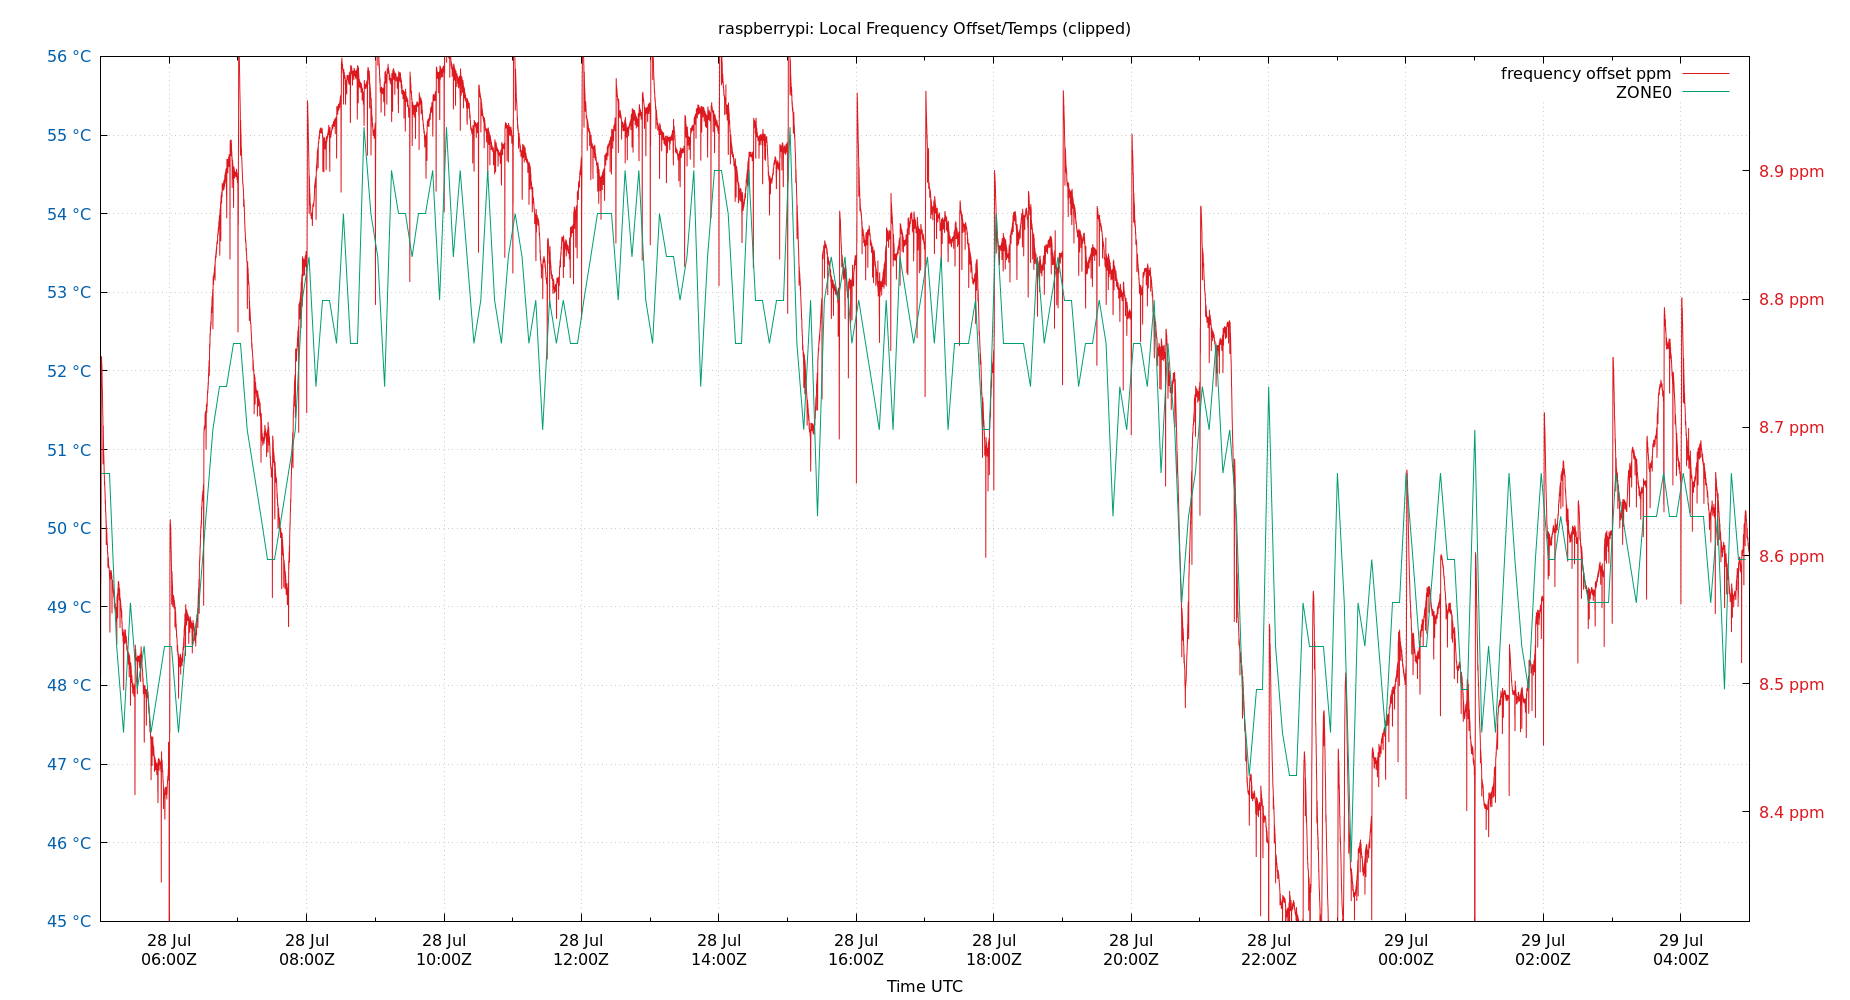 raspberrypi: Local Frequency Offset/Temps (clipped)
56 °C
55 °C
54 °C
53 °C
52 °C
51 °C
50 °C
49 °C
48 °C
47 °C
46 °C
45 °C
frequency offset ppm
ZONE0
8.9 ppm
8.8 ppm
8.7 ppm
8.6 ppm
8.5 ppm
8.4 ppm
28 Jul 28 Jul 28 Jul 28 Jul 28 Jul 28 Jul 28 Jul 28 Jul 28 Jul 29 Jul 29 Jul 29 Jul
06:00Z 08:00Z 10:00Z 12:00Z 14:00Z 16:00Z 18:00Z 20:00Z 22:00Z 00:00Z 02:00Z 04:00Z
Time UTC